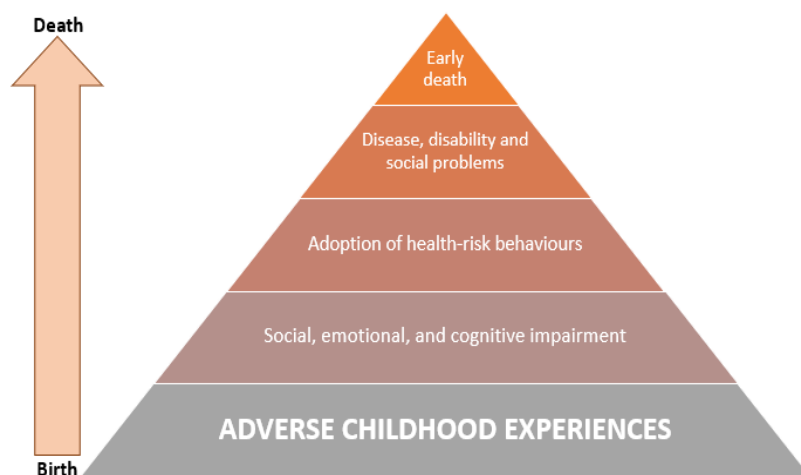 Death
Early
death
Disease, disability and
social problems
Adoption of health-risk behaviours
Social, emotional, and cognitive impairment
ADVERSE CHILDHOOD EXPERIENCES
Birth